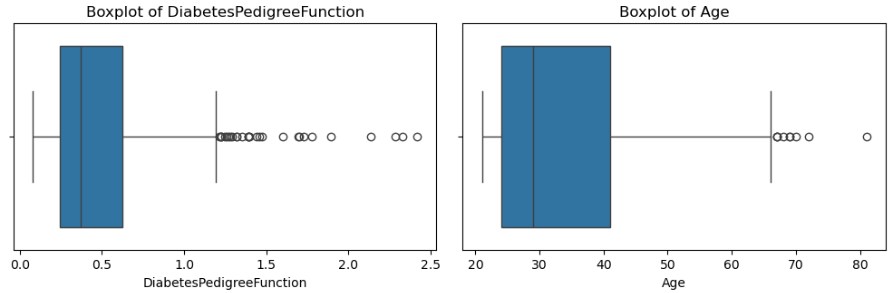 Boxplot of DiabetesPedigreeFunction
0.0 0.5 1.0 1.5 2.0 2.5
DiabetesPedigreeFunction
Boxplot of Age
20 30 40 50 60 70 80
Age